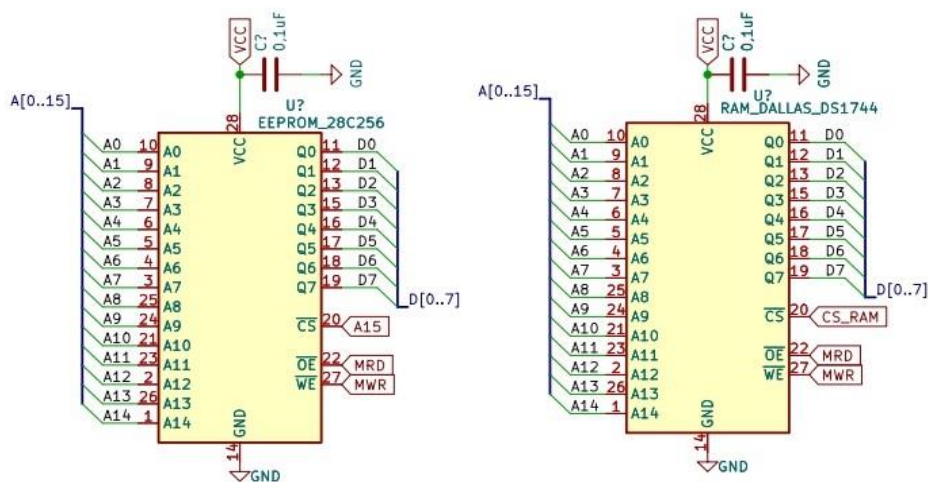 VCC
C?
0,1uF
GND
A[0..15]
U?
EEPROM_28C256
28
VCC
A0 10 A0
A1 9 A1
A2 8 A2
A3 7 A3
A4 6 A4
A5 5 A5
A6 4 A6
A7 3 A7
A8 25 A8
A9 24 A9
A10 21 A10
A11 23 A11
A12 2 A12
A13 26 A13
A14 1 A14
Q0 11 D0
Q1 12 D1
Q2 13 D2
Q3 15 D3
Q4 16 D4
Q5 17 D5
Q6 18 D6
Q7 19 D7
D[0..7]
CS 20 A15
OE 22 MRD
WE 27 MWR
GND
14
GND
VCC
C?
0,1uF
GND
A[0..15]
U?
RAM_DALLAS_DS1744
28
VCC
A0 10 A0
A1 9 A1
A2 8 A2
A3 7 A3
A4 6 A4
A5 5 A5
A6 4 A6
A7 3 A7
A8 25 A8
A9 24 A9
A10 21 A10
A11 23 A11
A12 2 A12
A13 26 A13
A14 1 A14
Q0 11 D0
Q1 12 D1
Q2 13 D2
Q3 15 D3
Q4 16 D4
Q5 17 D5
Q6 18 D6
Q7 19 D7
D[0..7]
CS 20 CS_RAM
OE 22 MRD
WE 27 MWR
GND
14
GND